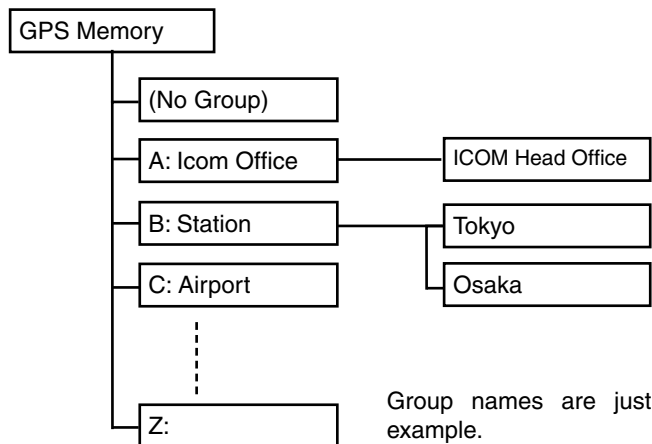 GPS Memory
(No Group)
A: Icom Office
ICOM Head Office
B: Station
Tokyo
C: Airport
Osaka
Z:
Group names are just
example.